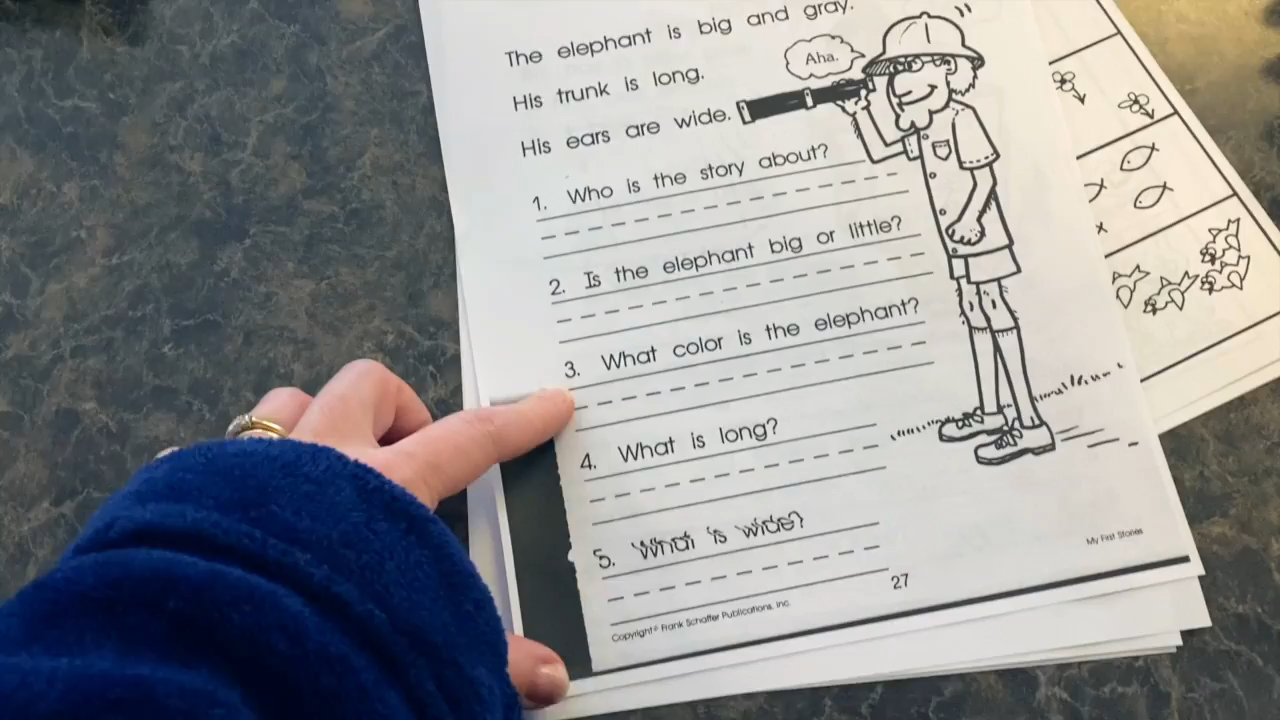 The elephant is big and gray.
Aha.
His trunk is long.
His ears are wide.
1. Who is the story about?
2. Is the elephant big or little?
3. What color is the elephant?
4. What is long?
5. What is wide?
My First Stories
27
Copyright © Frank Schaffer Publications, Inc.